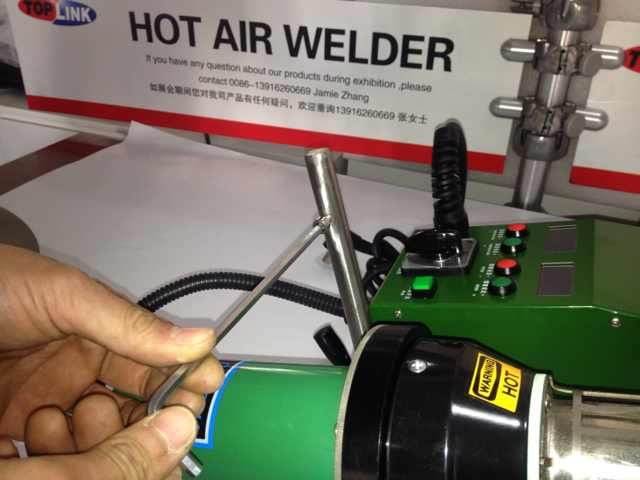 TOP LINK
HOT AIR WELDER
If you have any question about our products during exhibition ,please
contact 0086-13916260669 Jamie Zhang
如展会期间您对我司产品有任何疑问，欢迎垂询13916260669 张女士
WARNING
HOT